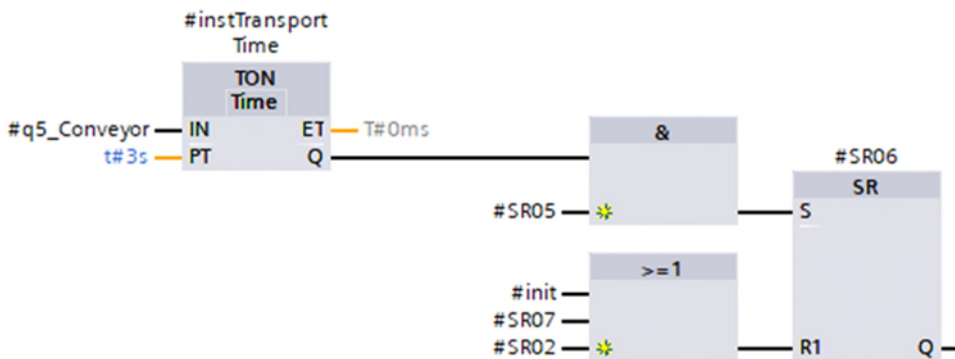 #instTransport
Time
TON
Time
#q5_Conveyor IN ET T#0ms
t#3s PT Q
&
#SR05
#SR06
SR
S
>=1
#init
#SR07
#SR02
R1 Q